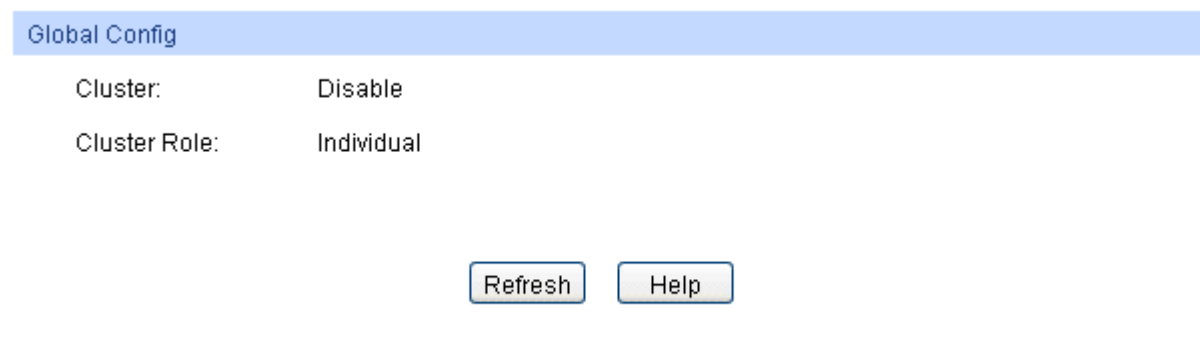 Global Config
Cluster: Disable
Cluster Role: Individual
Refresh Help